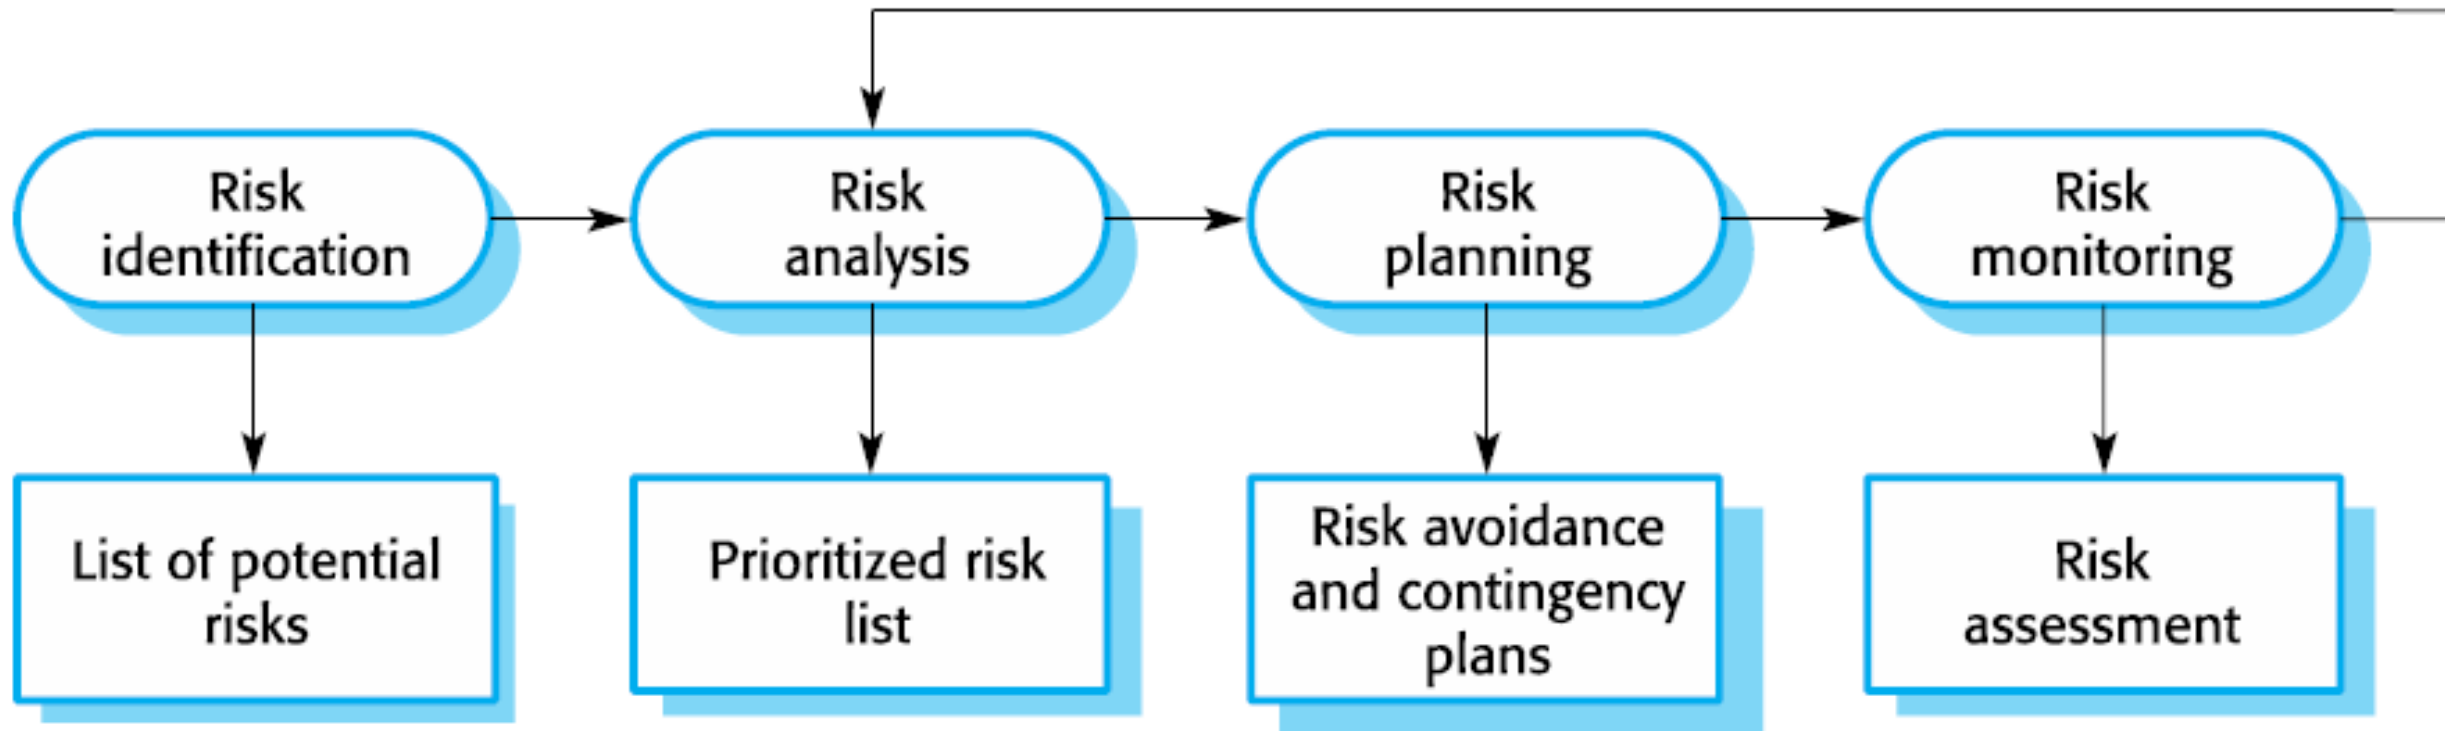 Risk
identification
Risk
analysis
Risk
planning
Risk
monitoring
List of potential
risks
Prioritized risk
list
Risk avoidance
and contingency
plans
Risk
assessment